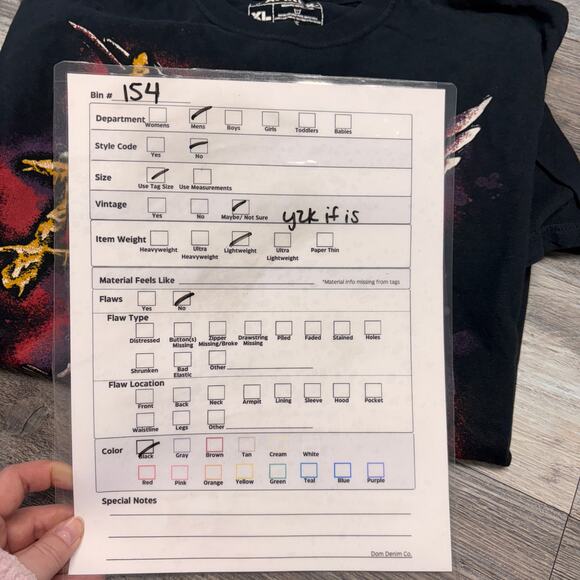 XL
Bin # 154
Department Womens Mens Boys Girls Toddlers Babies
Style Code Yes No
Size Use Tag Size Use Measurements
Vintage Yes No Maybe/ Not Sure y2k if is
Item Weight Heavyweight Ultra Heavyweight Lightweight Ultra Lightweight Paper Thin
Material Feels Like *Material info missing from tags
Flaws Yes No
Flaw Type
Distressed Button(s) Missing Zipper Missing/Broke Drawstring Missing Piled Faded Stained Holes
Shrunken Bad Elastic Other
Flaw Location
Front Back Neck Armpit Lining Sleeve Hood Pocket
Waistline Legs Other
Color Black Gray Brown Tan Cream White
Red Pink Orange Yellow Green Teal Blue Purple
Special Notes
Dom Denim Co.